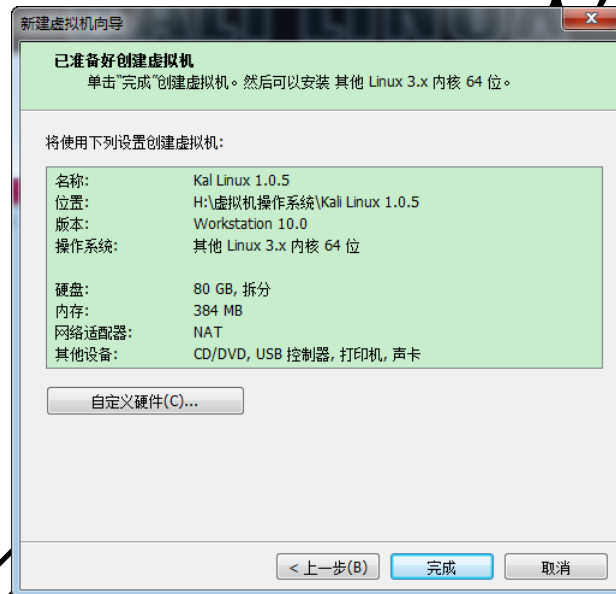 新建虚拟机向导
已准备好创建虚拟机
单击"完成"创建虚拟机。然后可以安装 其他 Linux 3.x 内核 64 位。
将使用下列设置创建虚拟机:
名称: Kal Linux 1.0.5
位置: H:\虚拟机操作系统\Kali Linux 1.0.5
版本: Workstation 10.0
操作系统: 其他 Linux 3.x 内核 64 位
硬盘: 80 GB, 拆分
内存: 384 MB
网络适配器: NAT
其他设备: CD/DVD, USB 控制器, 打印机, 声卡
自定义硬件(C)...
< 上一步(B) 完成 取消